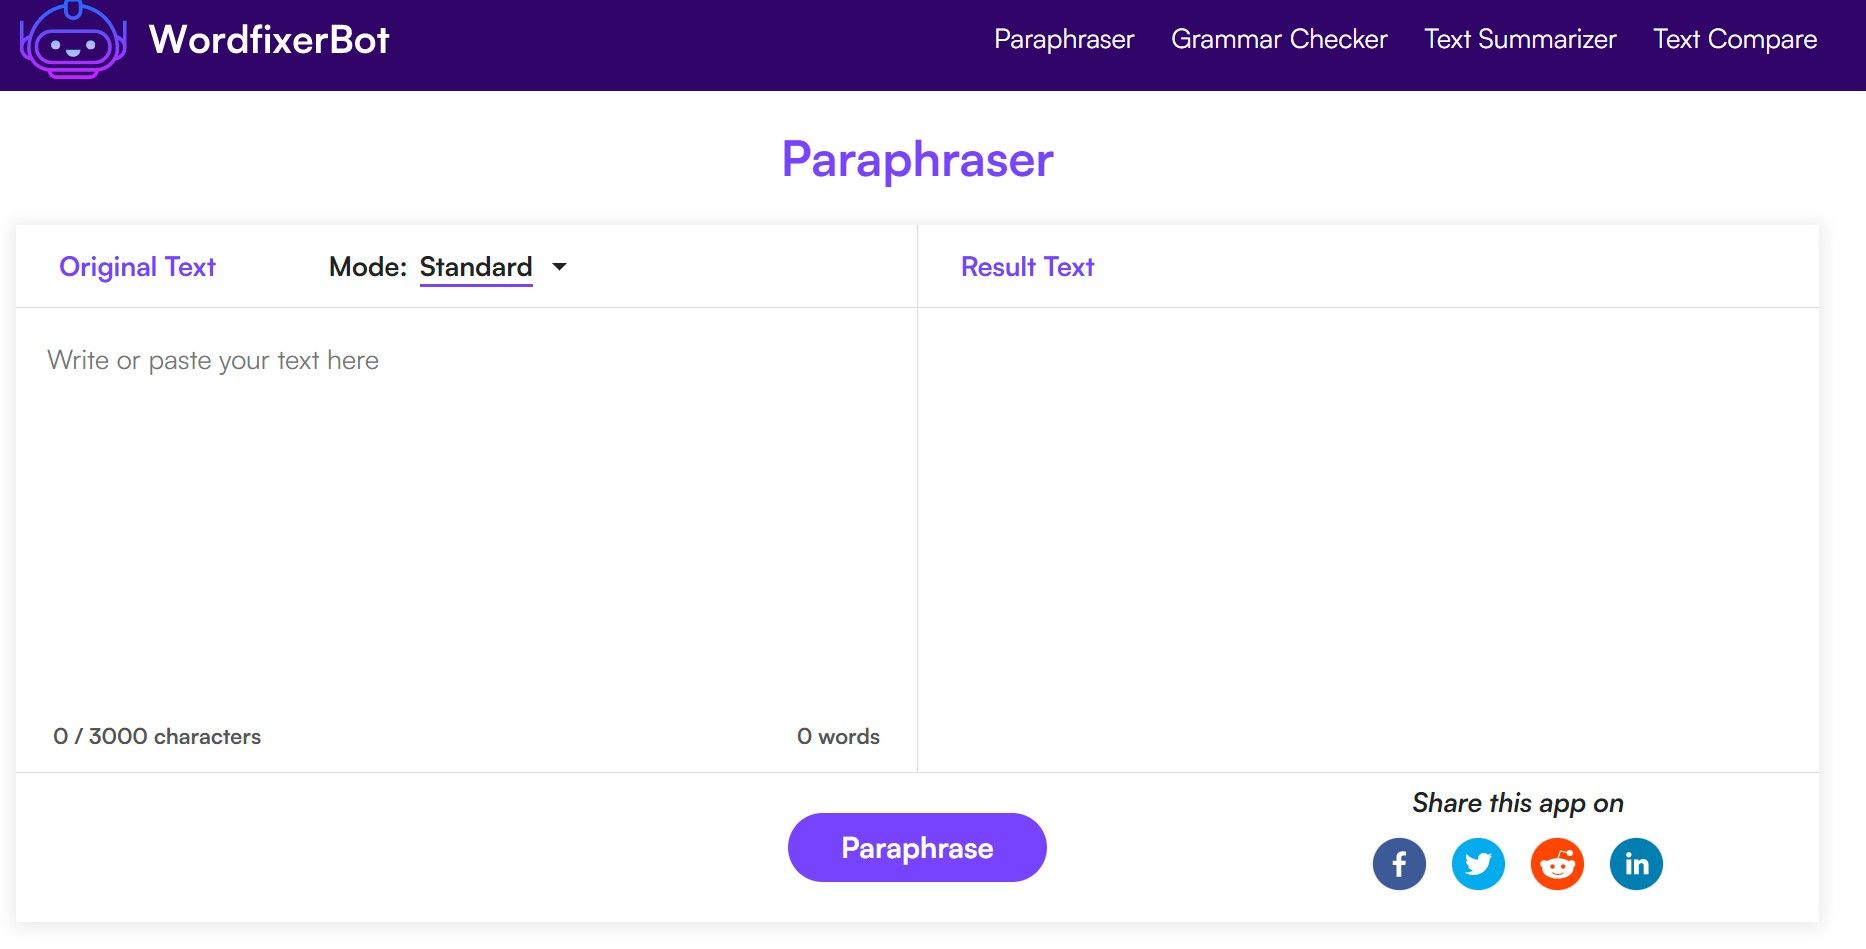 WordfixerBot
Paraphraser Grammar Checker Text Summarizer Text Compare
Paraphraser
Original Text
Mode: Standard
Result Text
Write or paste your text here
0 / 3000 characters
0 words
Share this app on
Paraphrase
f
in